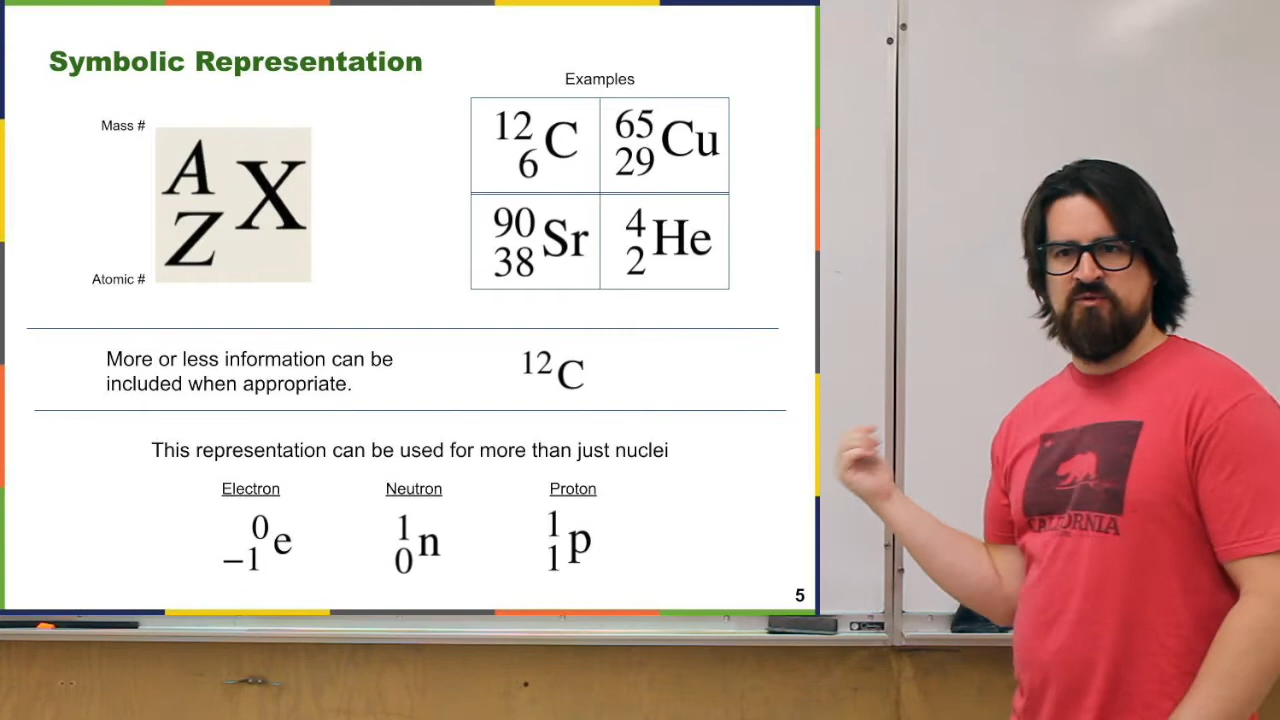 Symbolic Representation
Examples
Mass #
A
Z X
Atomic #
12
6 C
65
29 Cu
90
38 Sr
4
2 He
More or less information can be
included when appropriate.
12 C
This representation can be used for more than just nuclei
Electron Neutron Proton
0
−1 e
1
0 n
1
1 p
5
CALIFORNIA